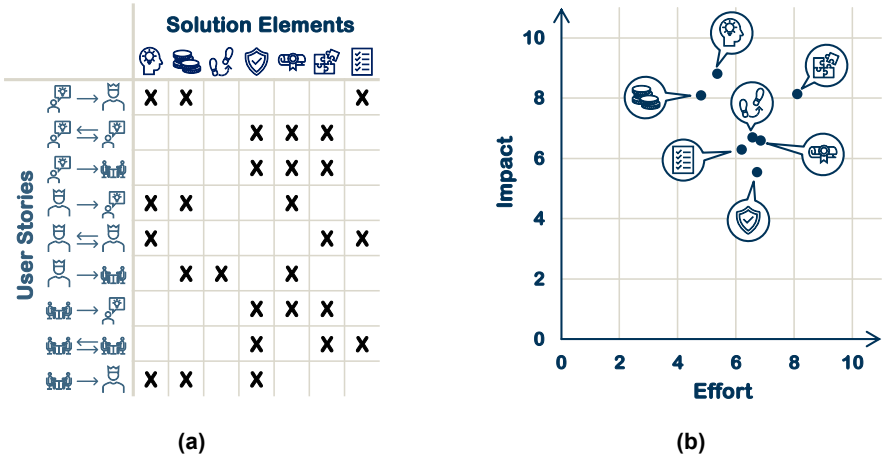 Solution Elements
User Stories
X X X
X X X
X X X
X X X
X X X
X X X
X X X
X X X
X X X
(a)
Impact
10
8
6
4
2
0
0 2 4 6 8 10
Effort
(b)